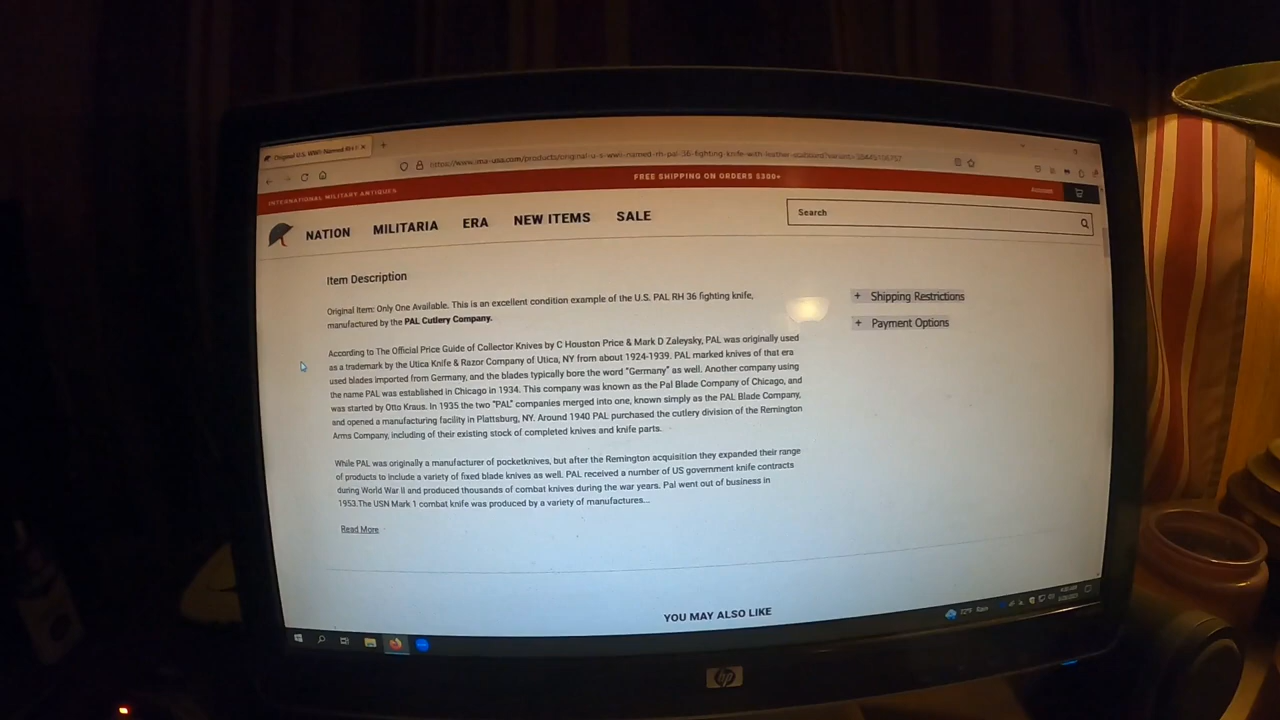 Original U.S. WWII Named RH
https://www.ima-usa.com/products/original-u-s-wwii-named-rh-pal-36-fighting-knife-with-leather-scabbard?variant=
FREE SHIPPING ON ORDERS $300+
INTERNATIONAL MILITARY ANTIQUES
Account
NATION MILITARIA ERA NEW ITEMS SALE
Search
Item Description
Original Item: Only One Available. This is an excellent condition example of the U.S. PAL RH 36 fighting knife,
manufactured by the PAL Cutlery Company.
+ Shipping Restrictions
+ Payment Options
According to The Official Price Guide of Collector Knives by C Houston Price & Mark D Zaleysky, PAL was originally used
as a trademark by the Utica Knife & Razor Company of Utica, NY from about 1924-1939. PAL marked knives of that era
used blades imported from Germany, and the blades typically bore the word "Germany" as well. Another company using
the name PAL was established in Chicago in 1934. This company was known as the Pal Blade Company of Chicago, and
was started by Otto Kraus. In 1935 the two "PAL" companies merged into one, known simply as the PAL Blade Company,
and opened a manufacturing facility in Plattsburg, NY. Around 1940 PAL purchased the cutlery division of the Remington
Arms Company, including of their existing stock of completed knives and knife parts.
While PAL was originally a manufacturer of pocketknives, but after the Remington acquisition they expanded their range
of products to include a variety of fixed blade knives as well. PAL received a number of US government knife contracts
during World War II and produced thousands of combat knives during the war years. Pal went out of business in
1953.The USN Mark 1 combat knife was produced by a variety of manufactures...
Read More
YOU MAY ALSO LIKE
Rain
hp